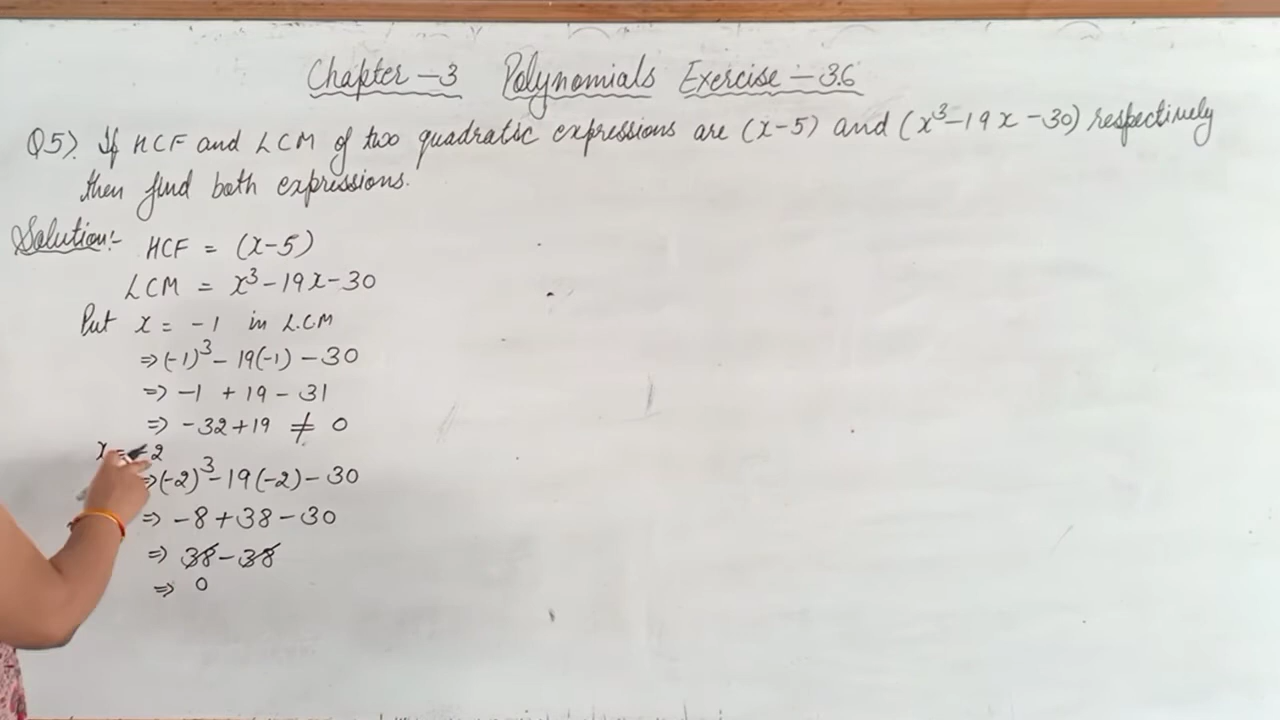 Chapter – 3 Polynomials Exercise – 3.6
Q5). If HCF and LCM of two quadratic expressions are (x-5) and (x³-19x-30) respectively
then find both expressions.
Solution:- HCF = (x-5)
LCM = x³-19x-30
Put x = -1 in L.C.M
⇒ (-1)³ - 19(-1) - 30
⇒ -1 + 19 - 31
⇒ -32+19 ≠ 0
x = -2
⇒ (-2)³ - 19(-2) - 30
⇒ -8+38-30
⇒ 38-38
⇒ 0